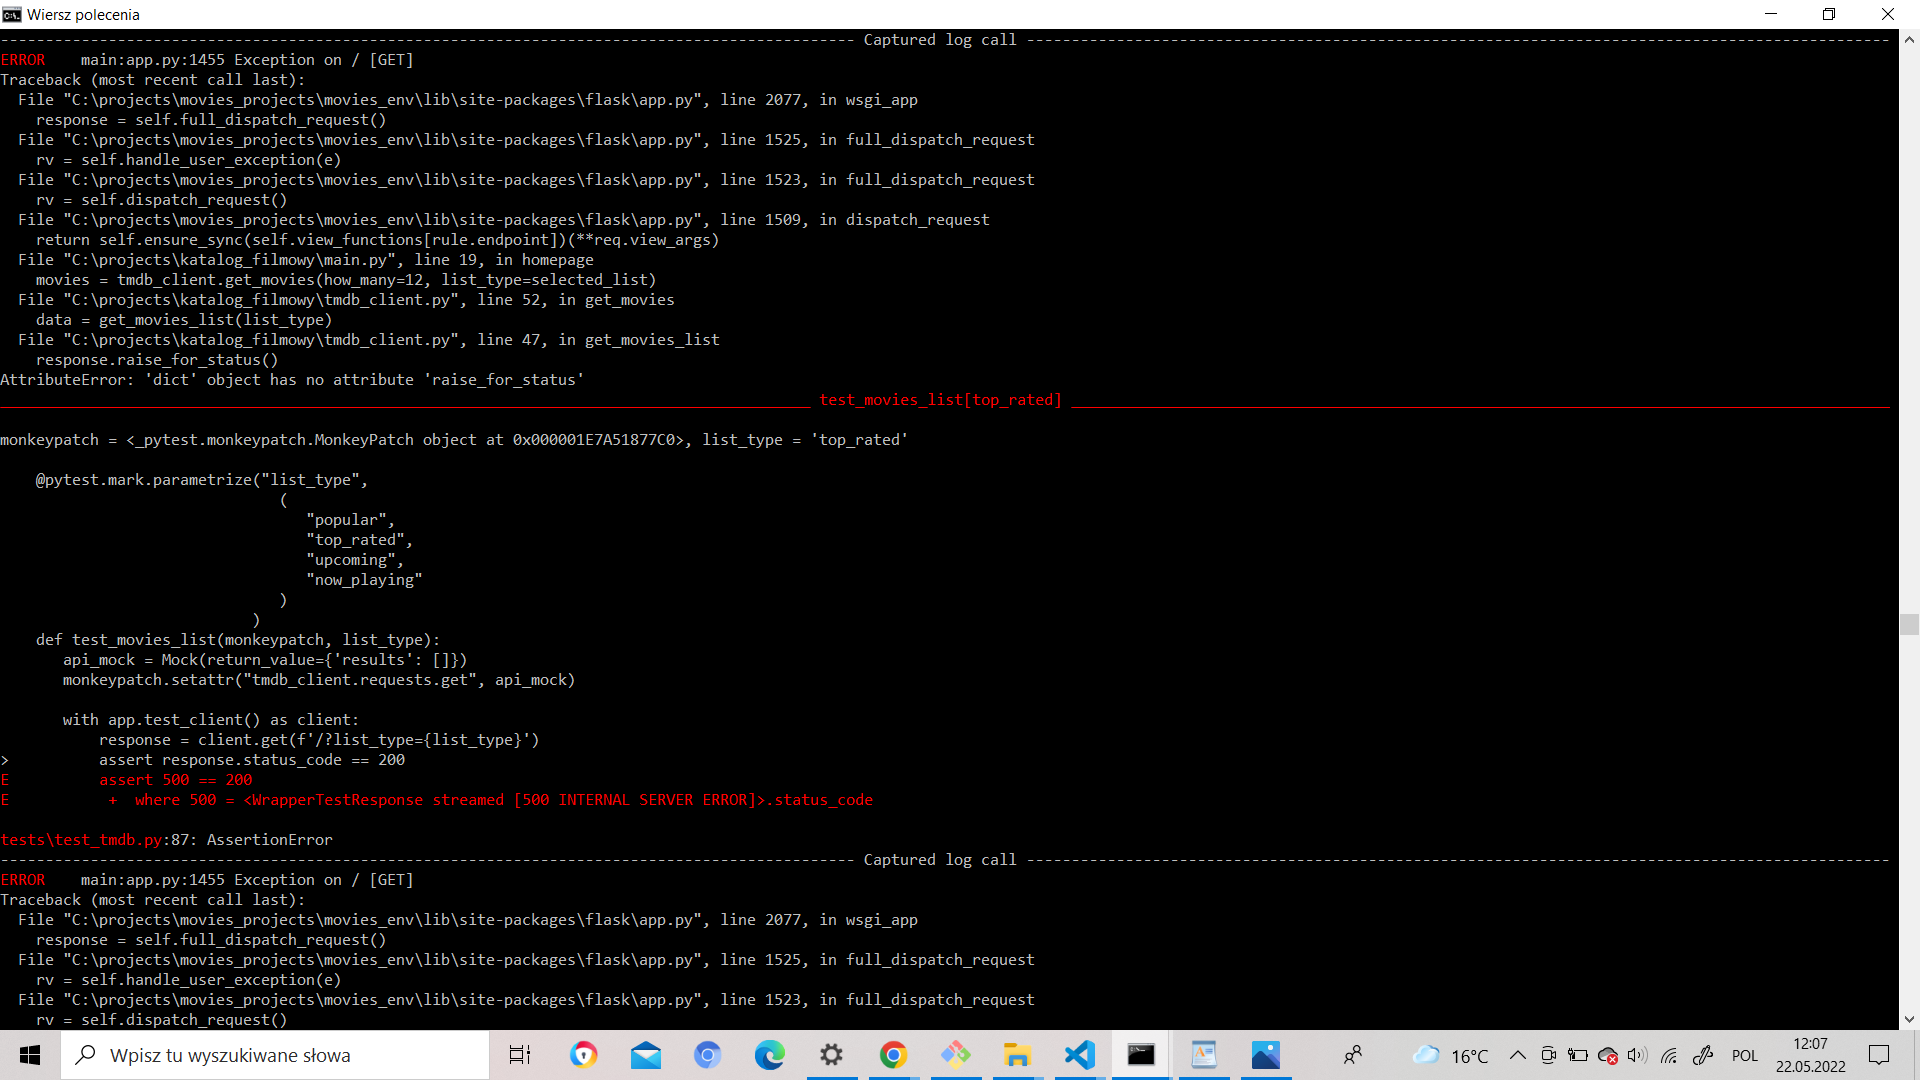 Wiersz polecenia
----------------------------------------------------------------------------------------------- Captured log call ------------------------------------------------------------------------------------------------
ERROR    main:app.py:1455 Exception on / [GET]
Traceback (most recent call last):
  File "C:\projects\movies_projects\movies_env\lib\site-packages\flask\app.py", line 2077, in wsgi_app
    response = self.full_dispatch_request()
  File "C:\projects\movies_projects\movies_env\lib\site-packages\flask\app.py", line 1525, in full_dispatch_request
    rv = self.handle_user_exception(e)
  File "C:\projects\movies_projects\movies_env\lib\site-packages\flask\app.py", line 1523, in full_dispatch_request
    rv = self.dispatch_request()
  File "C:\projects\movies_projects\movies_env\lib\site-packages\flask\app.py", line 1509, in dispatch_request
    return self.ensure_sync(self.view_functions[rule.endpoint])(**req.view_args)
  File "C:\projects\katalog_filmowy\main.py", line 19, in homepage
    movies = tmdb_client.get_movies(how_many=12, list_type=selected_list)
  File "C:\projects\katalog_filmowy\tmdb_client.py", line 52, in get_movies
    data = get_movies_list(list_type)
  File "C:\projects\katalog_filmowy\tmdb_client.py", line 47, in get_movies_list
    response.raise_for_status()
AttributeError: 'dict' object has no attribute 'raise_for_status'
__________________________________________________________________________________________ test_movies_list[top_rated] ___________________________________________________________________________________________
monkeypatch = <_pytest.monkeypatch.MonkeyPatch object at 0x000001E7A51877C0>, list_type = 'top_rated'
    @pytest.mark.parametrize("list_type",
                               (
                                  "popular",
                                  "top_rated",
                                  "upcoming",
                                  "now_playing"
                               )
                            )
    def test_movies_list(monkeypatch, list_type):
       api_mock = Mock(return_value={'results': []})
       monkeypatch.setattr("tmdb_client.requests.get", api_mock)
       with app.test_client() as client:
           response = client.get(f'/?list_type={list_type}')
>          assert response.status_code == 200
E          assert 500 == 200
E           +  where 500 = <WrapperTestResponse streamed [500 INTERNAL SERVER ERROR]>.status_code
tests\test_tmdb.py:87: AssertionError
----------------------------------------------------------------------------------------------- Captured log call ------------------------------------------------------------------------------------------------
ERROR    main:app.py:1455 Exception on / [GET]
Traceback (most recent call last):
  File "C:\projects\movies_projects\movies_env\lib\site-packages\flask\app.py", line 2077, in wsgi_app
    response = self.full_dispatch_request()
  File "C:\projects\movies_projects\movies_env\lib\site-packages\flask\app.py", line 1525, in full_dispatch_request
    rv = self.handle_user_exception(e)
  File "C:\projects\movies_projects\movies_env\lib\site-packages\flask\app.py", line 1523, in full_dispatch_request
    rv = self.dispatch_request()
Wpisz tu wyszukiwane słowa
16°C
POL
12:07
22.05.2022